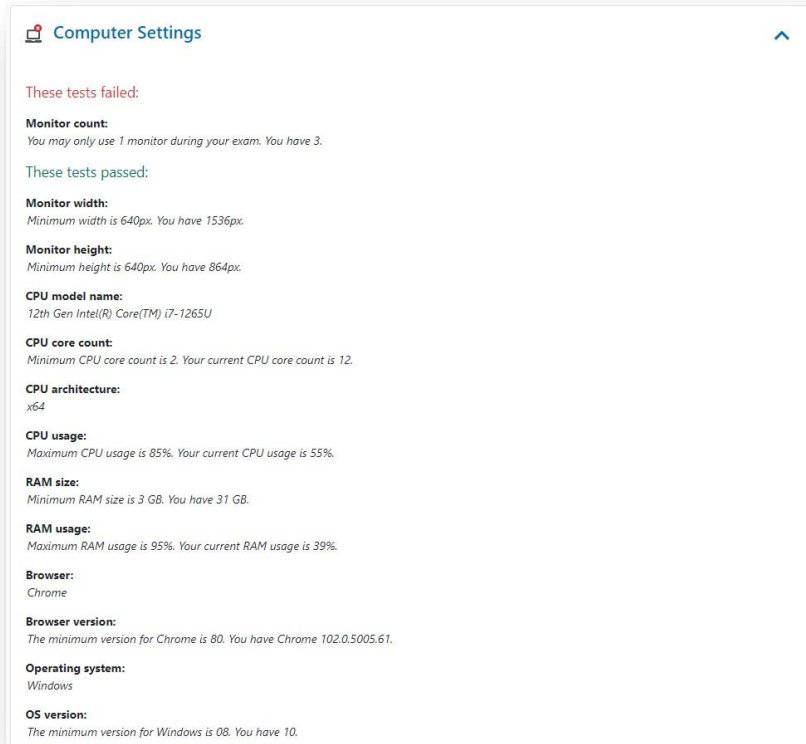 Computer Settings
These tests failed:
Monitor count:
You may only use 1 monitor during your exam. You have 3.
These tests passed:
Monitor width:
Minimum width is 640px. You have 1536px.
Monitor height:
Minimum height is 640px. You have 864px.
CPU model name:
12th Gen Intel(R) Core(TM) i7-1265U
CPU core count:
Minimum CPU core count is 2. Your current CPU core count is 12.
CPU architecture:
x64
CPU usage:
Maximum CPU usage is 85%. Your current CPU usage is 55%.
RAM size:
Minimum RAM size is 3 GB. You have 31 GB.
RAM usage:
Maximum RAM usage is 95%. Your current RAM usage is 39%.
Browser:
Chrome
Browser version:
The minimum version for Chrome is 80. You have Chrome 102.0.5005.61.
Operating system:
Windows
OS version:
The minimum version for Windows is 08. You have 10.